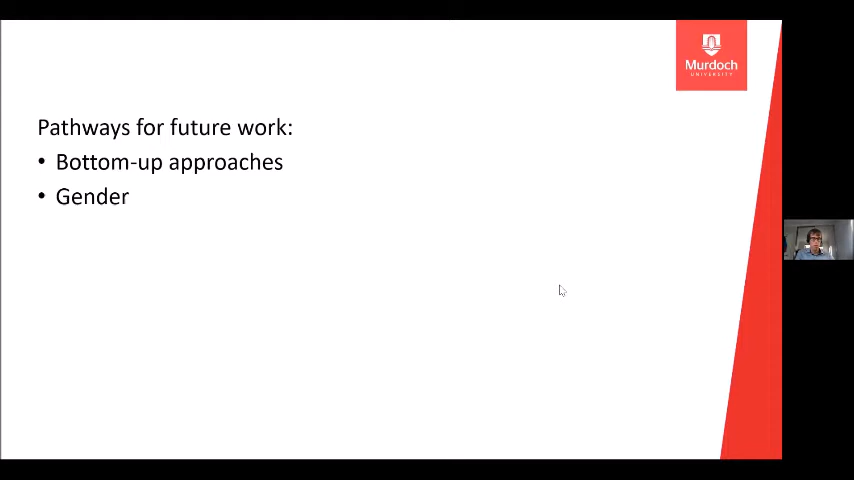 Murdoch
UNIVERSITY
Pathways for future work:
• Bottom-up approaches
• Gender